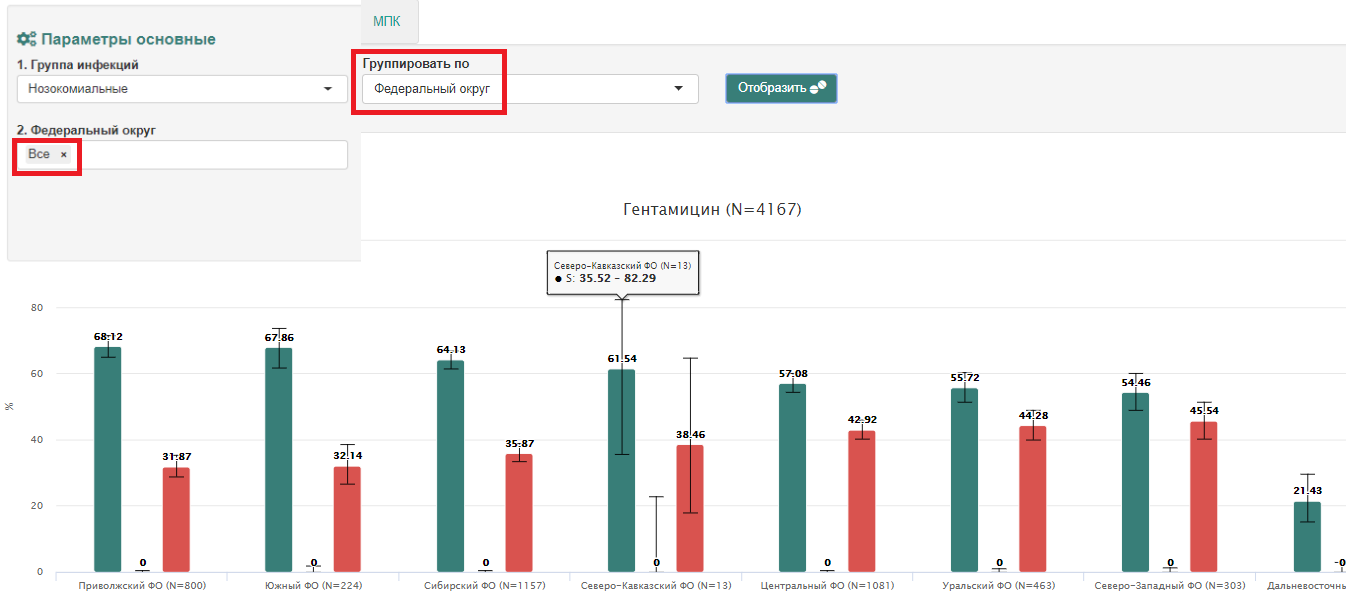 МПК
Параметры основные
1. Группа инфекций
Нозокомиальные
2. Федеральный округ
Все ×
Группировать по
Федеральный округ
Отобразить
Гентамицин (N=4167)
Северо-Кавказский ФО (N=13)
● S: 35.52 - 82.29
%
80
60
40
20
0
68.12
0
31.87
67.86
0
32.14
64.13
0
35.87
61.54
0
38.46
57.08
0
42.92
55.72
0
44.28
54.46
0
45.54
21.43
Приволжский ФО (N=800)
Южный ФО (N=224)
Сибирский ФО (N=1157)
Северо-Кавказский ФО (N=13)
Центральный ФО (N=1081)
Уральский ФО (N=463)
Северо-Западный ФО (N=303)